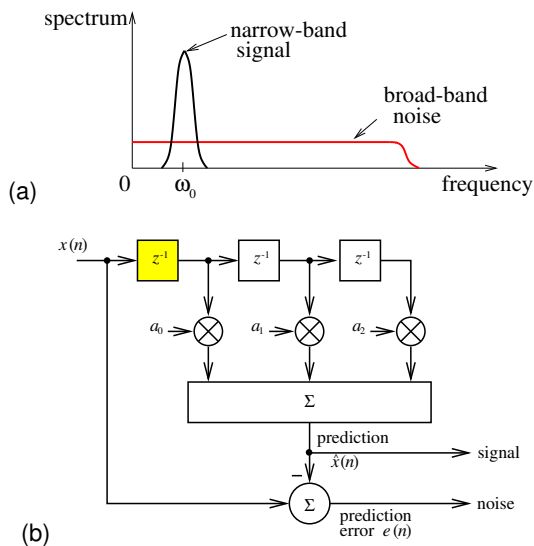 spectrum
narrow-band
signal
broad-band
noise
(a)
0
ω₀
frequency
x(n)
z⁻¹
z⁻¹
z⁻¹
a₀
a₁
a₂
Σ
prediction
x̂(n)
signal
−
Σ
prediction
error e(n)
noise
(b)